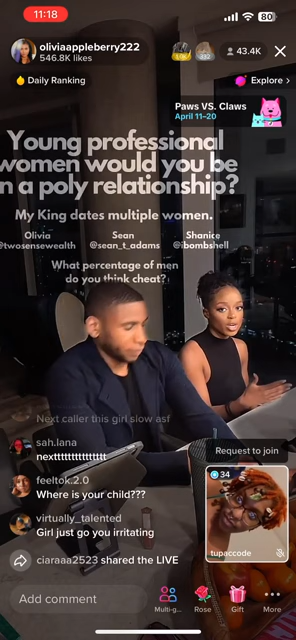 11:18
80
oliviaappleberry222
546.8K likes
43.4K
Daily Ranking
Explore >
Paws VS. Claws
April 11-20
Young professional
women would you be
n a poly relationship?
My King dates multiple women.
Olivia Sean Shanice
@twosensewealth @sean_t_adams @ibombshell
What percentage of men
do you think cheat?
Next caller this girl slow asf
sah.lana
nextttttttttttttttt
feeltok.2.0
Where is your child???
virtually_talented
Girl just go you irritating
ciaraaa2523 shared the LIVE
Request to join
34
tupaccode
Add comment
Multi-g...
Rose
Gift
More